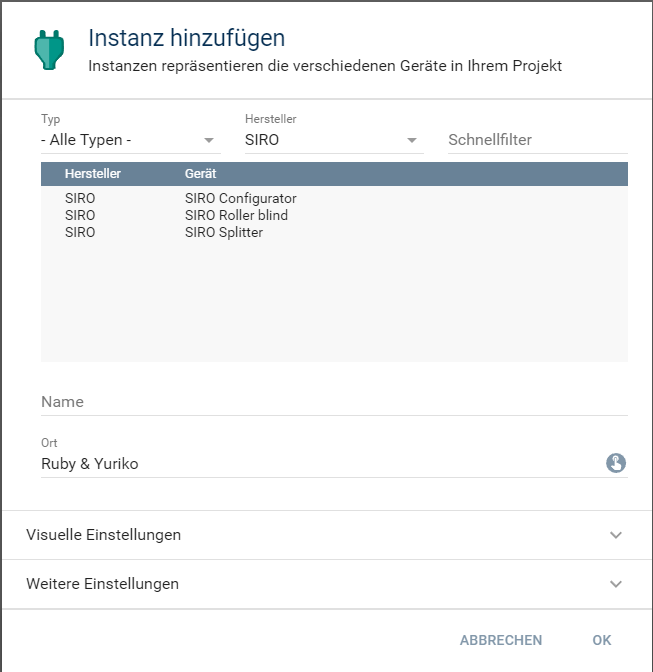 Instanz hinzufügen
Instanzen repräsentieren die verschiedenen Geräte in Ihrem Projekt
Typ Hersteller
- Alle Typen - SIRO Schnellfilter
Hersteller Gerät
SIRO SIRO Configurator
SIRO SIRO Roller blind
SIRO SIRO Splitter
Name
Ort
Ruby & Yuriko
Visuelle Einstellungen
Weitere Einstellungen
ABBRECHEN OK